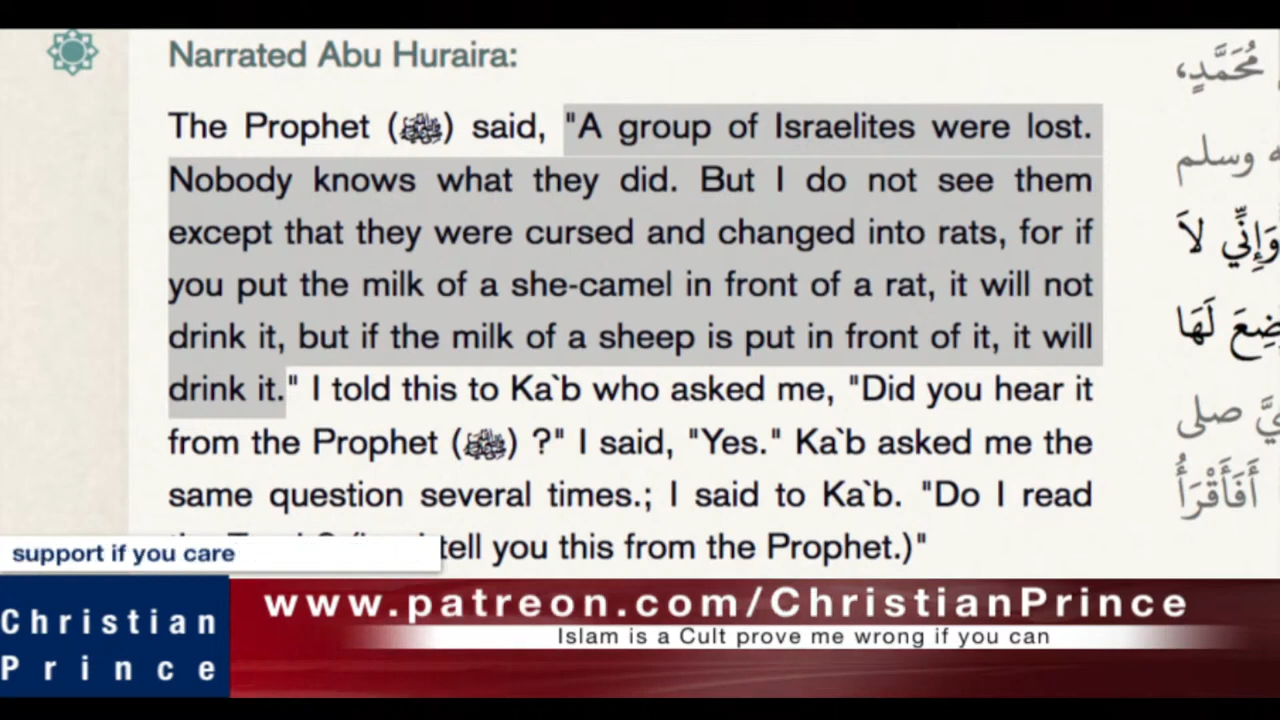 Narrated Abu Huraira:
The Prophet (ﷺ) said, "A group of Israelites were lost.
Nobody knows what they did. But I do not see them
except that they were cursed and changed into rats, for if
you put the milk of a she-camel in front of a rat, it will not
drink it, but if the milk of a sheep is put in front of it, it will
drink it." I told this to Ka`b who asked me, "Did you hear it
from the Prophet (ﷺ) ?" I said, "Yes." Ka`b asked me the
same question several times.; I said to Ka`b. "Do I read
tell you this from the Prophet.)"
مُحَمَّدٍ،
وسلم
وَإِنِّي لاَ
لَهَا
صلى
أَفَأَقْرَأُ
support if you care
Christian
Prince
www.patreon.com/ChristianPrince
Islam is a Cult prove me wrong if you can